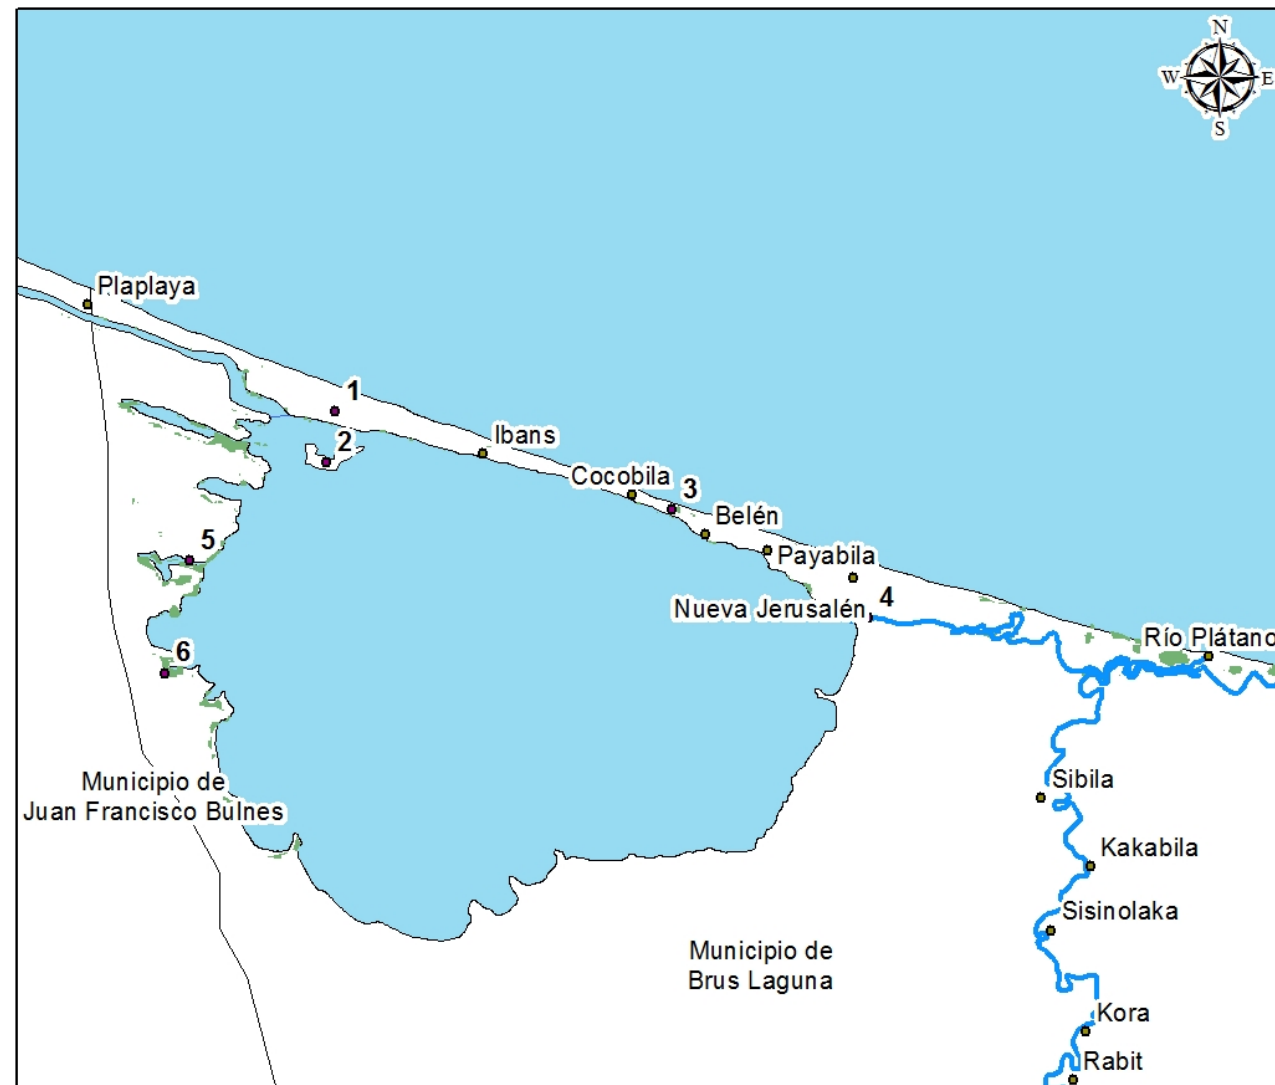 N
W E
S
Plaplaya
1
2
Ibans
Cocobila
3
Belén
5
Payabila
4
Nueva Jerusalén
Río Plátano
6
Municipio de
Juan Francisco Bulnes
Sibila
Kakabila
Sisinolaka
Municipio de
Brus Laguna
Kora
Rabit